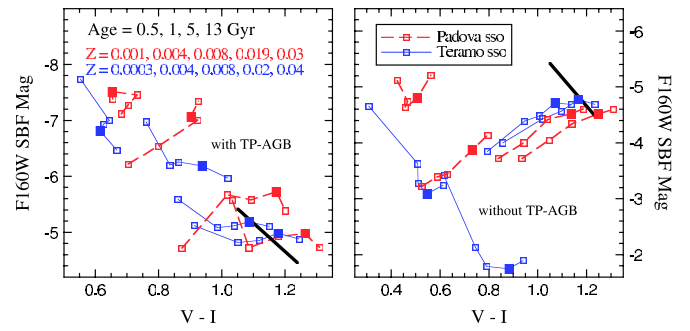 Age = 0.5, 1, 5, 13 Gyr
Z = 0.001, 0.004, 0.008, 0.019, 0.03
Z = 0.0003, 0.004, 0.008, 0.02, 0.04
with TP-AGB
F160W SBF Mag
-8
-7
-6
-5
0.6 0.8 1.0 1.2
V - I
Padova sso
Teramo sso
without TP-AGB
-6
-5
-4
-3
-2
F160W SBF Mag
0.4 0.6 0.8 1.0 1.2
V - I